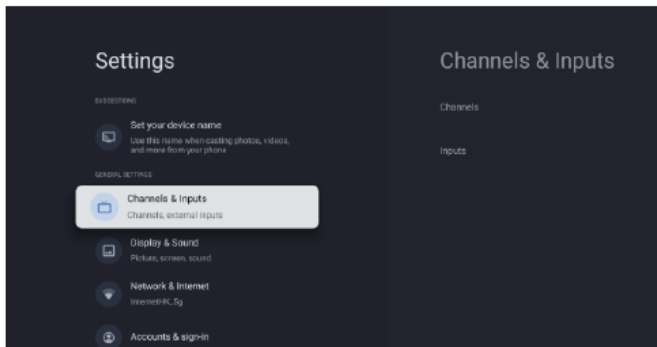 Settings
SUGGESTIONS
Set your device name
Use this name when casting photos, videos,
and more from your phone
GENERAL SETTINGS
Channels & Inputs
Channels, external inputs
Display & Sound
Picture, screen, sound
Network & Internet
InternetHK_5g
Accounts & sign-in
Channels & Inputs
Channels
Inputs